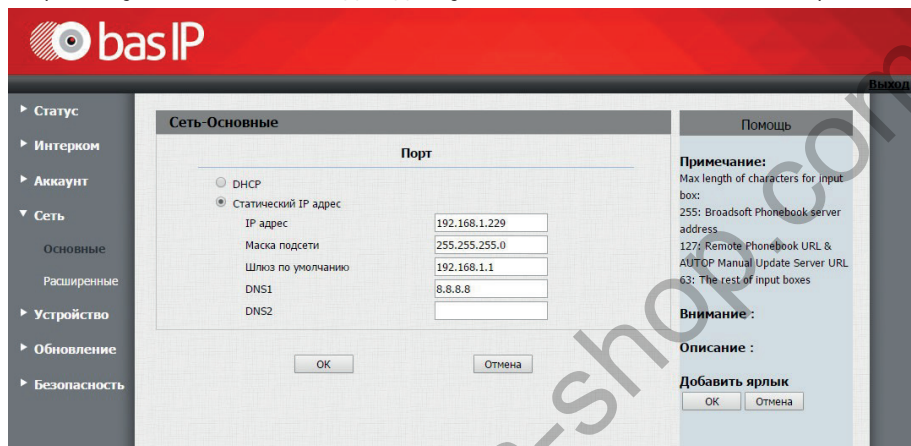 bas IP
Выход
Статус
Интерком
Аккаунт
Сеть
Основные
Расширенные
Устройство
Обновление
Безопасность
Сеть-Основные
Порт
DHCP
Статический IP адрес
IP адрес 192.168.1.229
Маска подсети 255.255.255.0
Шлюз по умолчанию 192.168.1.1
DNS1 8.8.8.8
DNS2
ОК Отмена
Помощь
Примечание:
Max length of characters for input
box:
255: Broadsoft Phonebook server
address
127: Remote Phonebook URL &
AUTOP Manual Update Server URL
63: The rest of input boxes
Внимание :
Описание :
Добавить ярлык
ОК Отмена
-shop.com